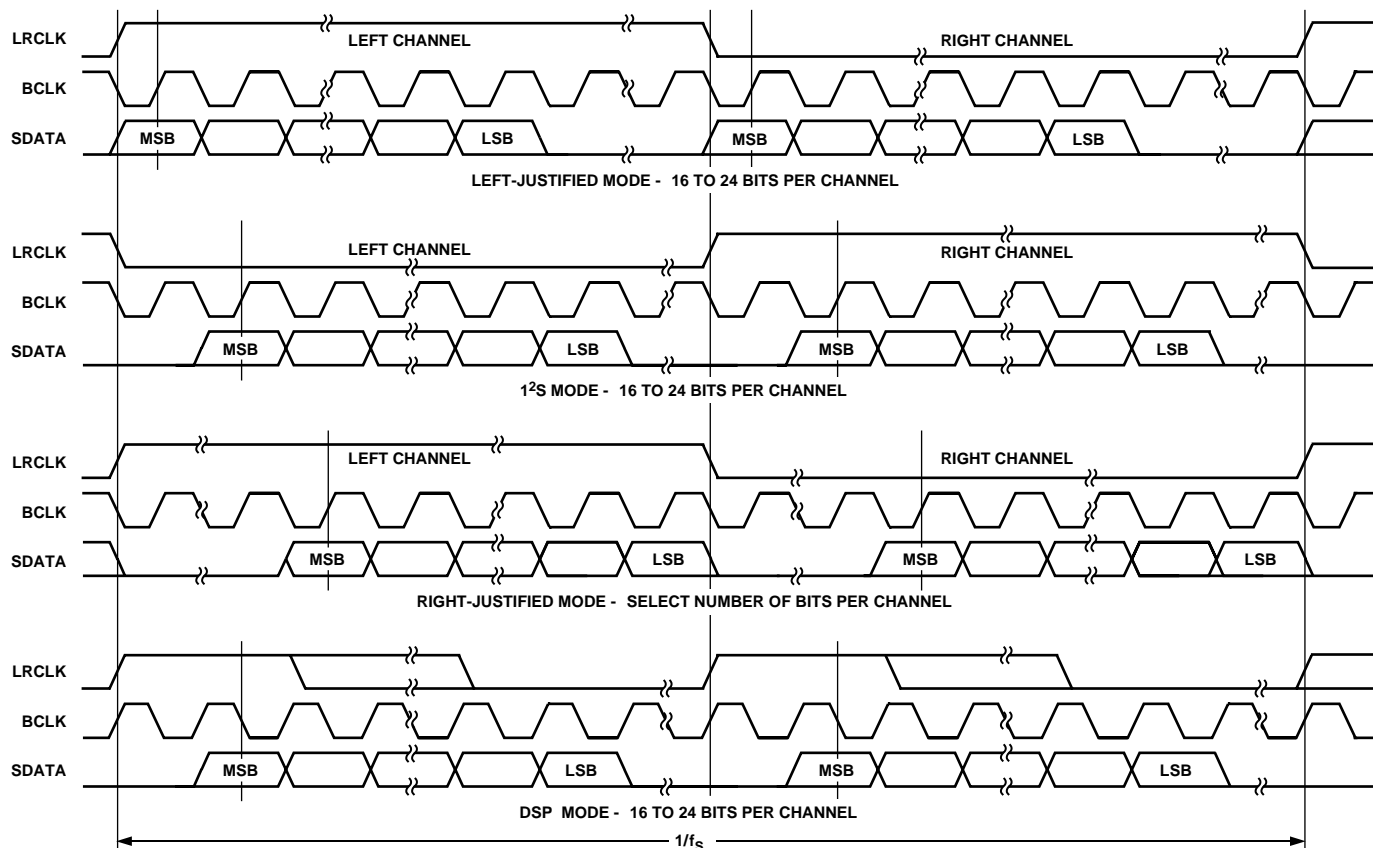 LRCLK LEFT CHANNEL RIGHT CHANNEL
BCLK
SDATA MSB LSB MSB LSB
LEFT-JUSTIFIED MODE - 16 TO 24 BITS PER CHANNEL
LRCLK LEFT CHANNEL RIGHT CHANNEL
BCLK
SDATA MSB LSB MSB LSB
1²S MODE - 16 TO 24 BITS PER CHANNEL
LRCLK LEFT CHANNEL RIGHT CHANNEL
BCLK
SDATA MSB LSB MSB LSB
RIGHT-JUSTIFIED MODE - SELECT NUMBER OF BITS PER CHANNEL
LRCLK
BCLK
SDATA MSB LSB MSB LSB
DSP MODE - 16 TO 24 BITS PER CHANNEL
1/fS